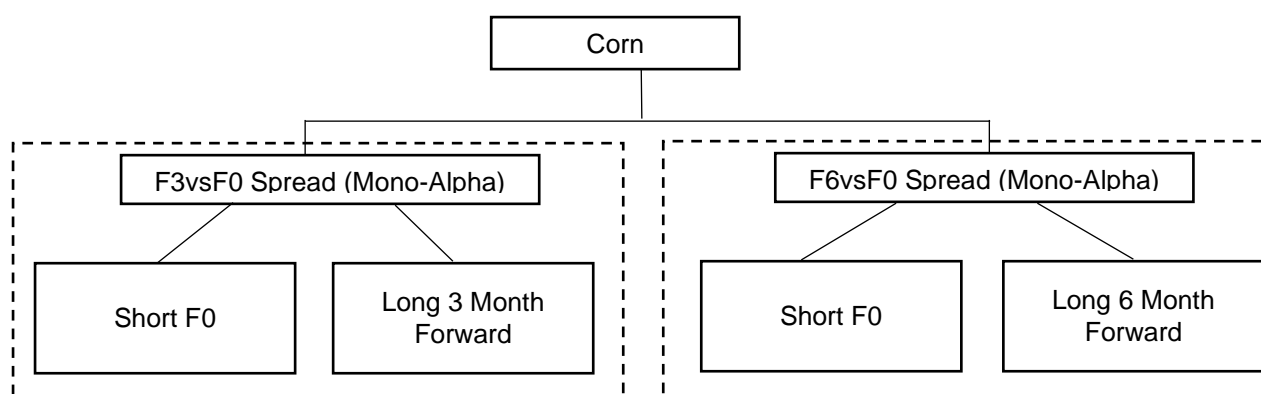 Corn
F3vsF0 Spread (Mono-Alpha)
F6vsF0 Spread (Mono-Alpha)
Short F0
Long 3 Month
Forward
Short F0
Long 6 Month
Forward